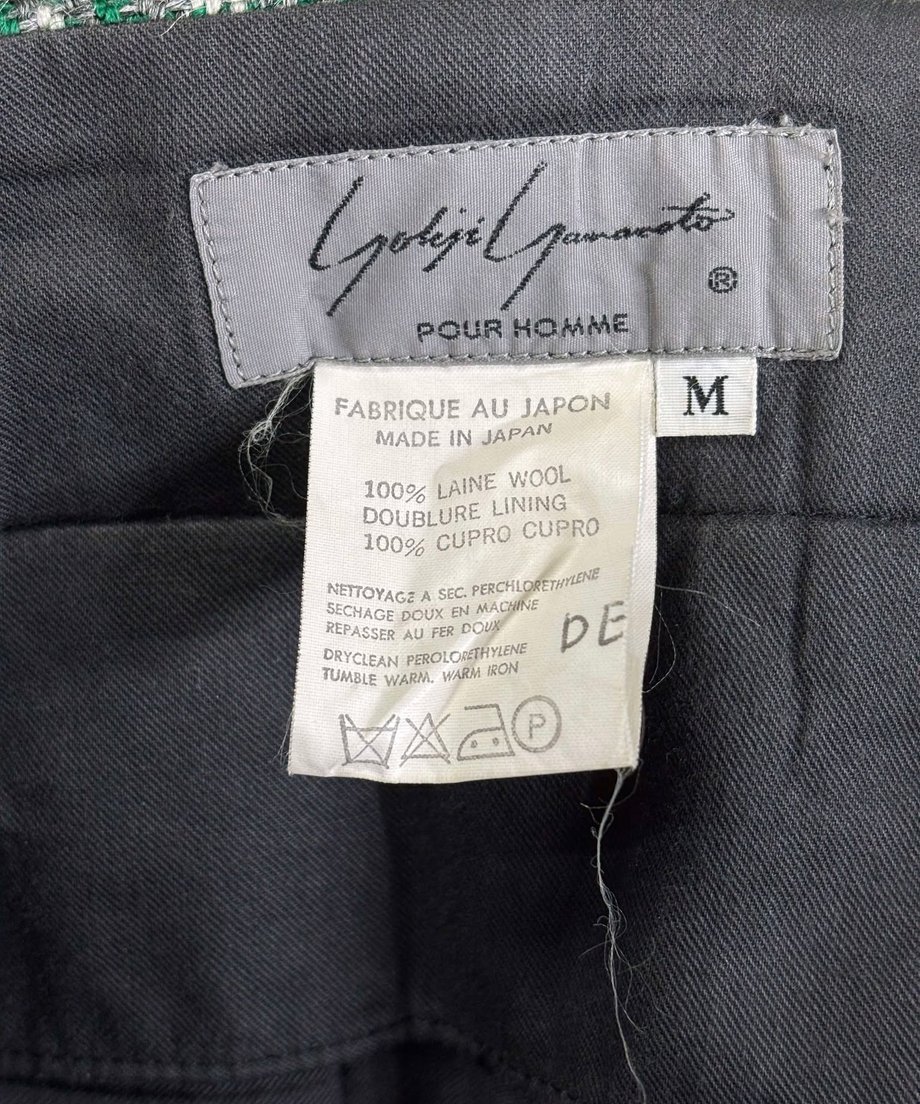 Yohji Yamamoto
®
POUR HOMME
M
FABRIQUE AU JAPON
MADE IN JAPAN
100% LAINE WOOL
DOUBLURE LINING
100% CUPRO CUPRO
NETTOYAGE A SEC. PERCHLORETHYLENE
SECHAGE DOUX EN MACHINE
REPASSER AU FER DOUX
DE
DRYCLEAN PEROLORETHYLENE
TUMBLE WARM. WARM IRON
P